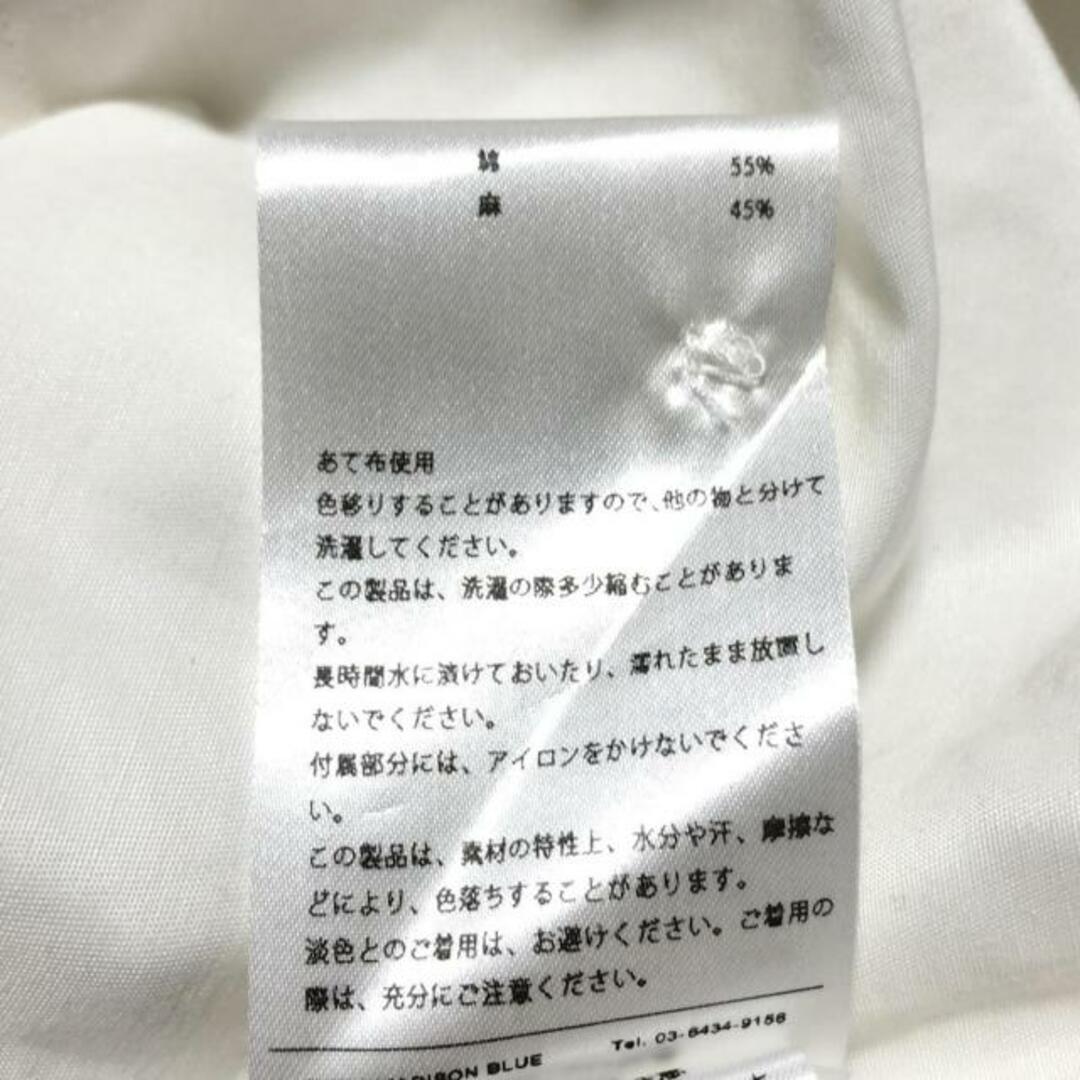 綿 55%
麻 45%
あて布使用
色移りすることがありますので、他の物と分けて
洗濯してください。
この製品は、洗濯の際多少縮むことがありま
す。
長時間水に漬けておいたり、濡れたまま放置し
ないでください。
付属部分には、アイロンをかけないでくださ
い。
この製品は、素材の特性上、水分や汗、摩擦な
どにより、色落ちすることがあります。
淡色とのご着用は、お避けください。ご着用の
際は、充分にご注意ください。
BLUE Tel. 03-6434-9156